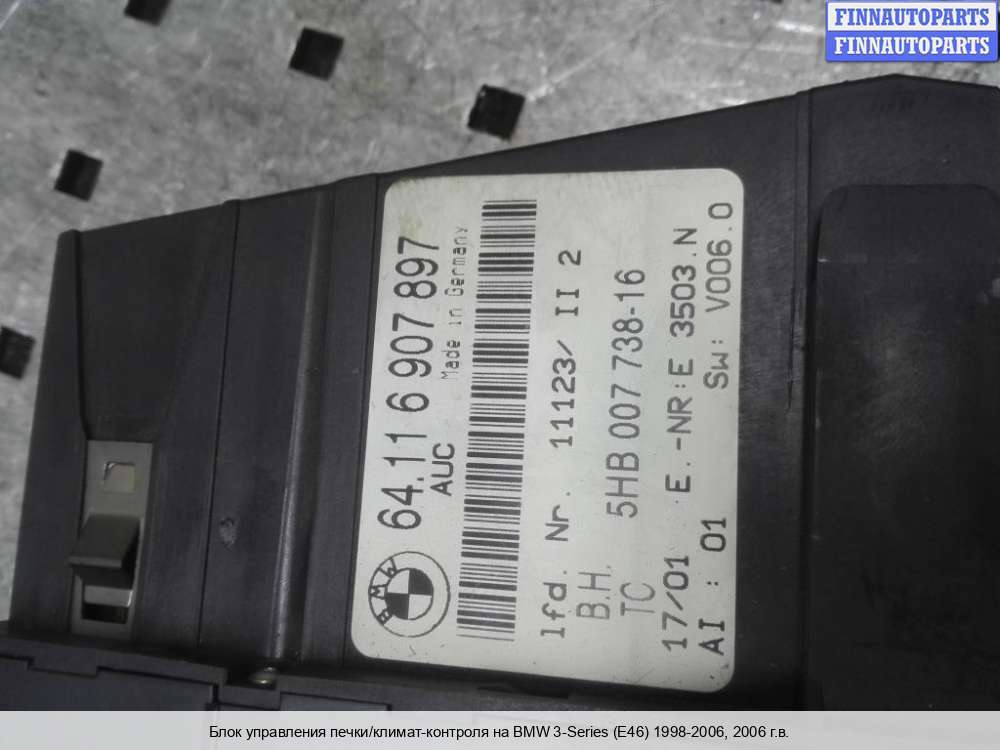 FINNAUTOPARTS
FINNAUTOPARTS
64.11 6 907 897
AUC Made in Germany
BMW
lfd. Nr. 11123/ II 2
B.H. 5HB 007 738-16
TC
17/01 E.-NR:E 3503.N
AI: 01 SW: V006.0
Блок управления печки/климат-контроля на BMW 3-Series (E46) 1998-2006, 2006 г.в.